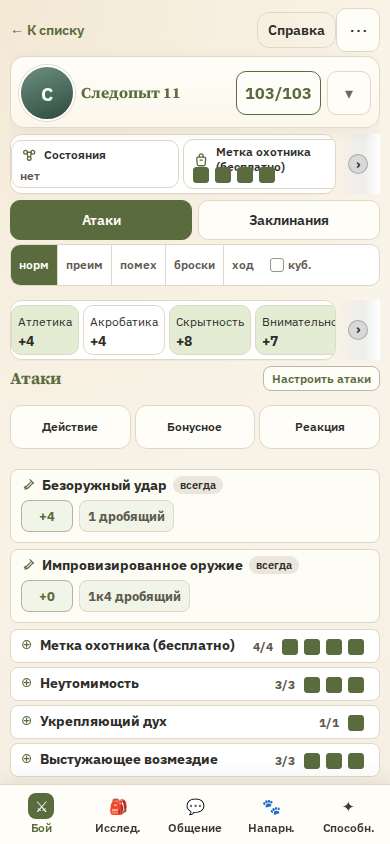 ← К списку
Справка
⋯
С
Следопыт 11
103/103
▼
Состояния
нет
Метка охотника
(бесплатно)
›
Атаки
Заклинания
норм
преим
помех
броски
ход
куб.
Атлетика
+4
Акробатика
+4
Скрытность
+8
Внимательно
+7
›
Атаки
Настроить атаки
Действие
Бонусное
Реакция
Безоружный удар всегда
+4
1 дробящий
Импровизированное оружие всегда
+0
1к4 дробящий
Метка охотника (бесплатно) 4/4
Неутомимость 3/3
Укрепляющий дух 1/1
Выстужающее возмездие 3/3
Бой
Исслед.
Общение
Напарн.
Способн.